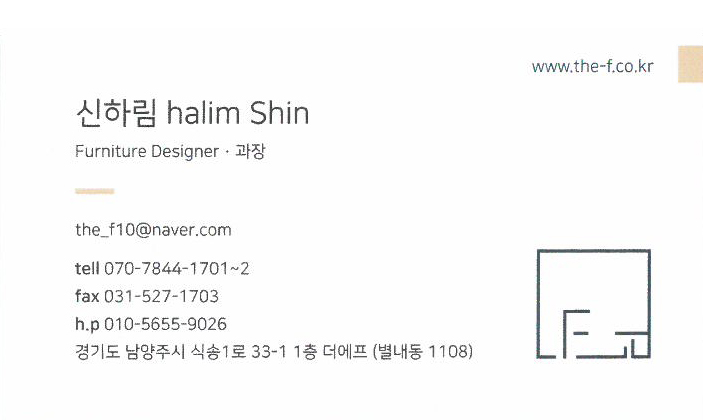 www.the-f.co.kr
신하림 halim Shin
Furniture Designer · 과장
the_f10@naver.com
tell 070-7844-1701~2
fax 031-527-1703
h.p 010-5655-9026
경기도 남양주시 식송1로 33-1 1층 더에프 (별내동 1108)